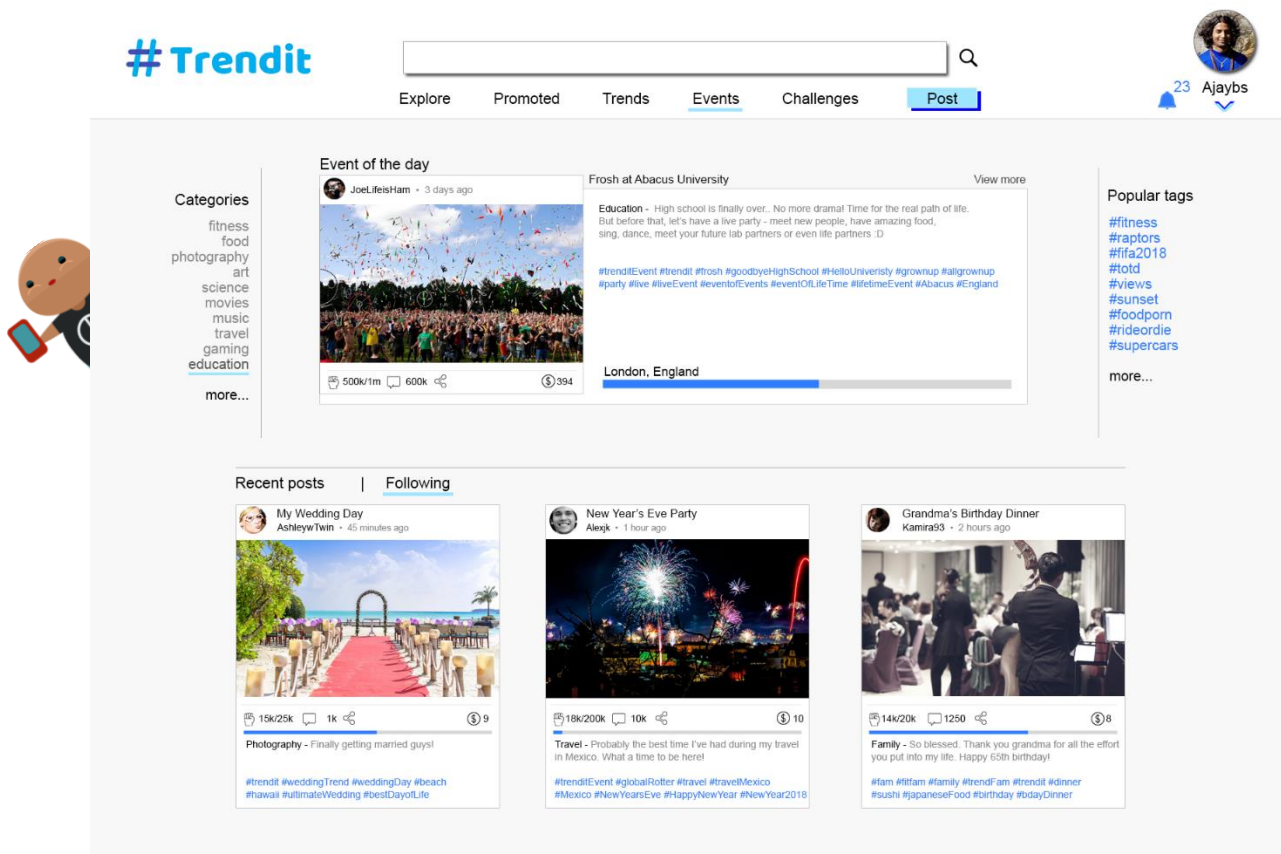 # Trendit
Explore Promoted Trends Events Challenges Post
23 Ajaybs
Categories
fitness
food
photography
art
science
movies
music
travel
gaming
education
more...
Event of the day
JoeLifeisHam • 3 days ago
500k/1m 600k $ 394
Frosh at Abacus University View more
Education - High school is finally over.. No more drama! Time for the real path of life.
But before that, let's have a live party - meet new people, have amazing food,
sing, dance, meet your future lab partners or even life partners :D
#trenditEvent #trendit #frosh #goodbyeHighSchool #HelloUniveristy #grownup #allgrownup
#party #live #liveEvent #eventofEvents #eventOfLifeTime #lifetimeEvent #Abacus #England
London, England
Popular tags
#fitness
#raptors
#fifa2018
#totd
#views
#sunset
#foodporn
#rideordie
#supercars
more...
Recent posts | Following
My Wedding Day
AshleywTwin • 45 minutes ago
15k/25k 1k $ 9
Photography - Finally getting married guys!
#trendit #weddingTrend #weddingDay #beach
#hawaii #ultimateWedding #bestDayofLife
New Year's Eve Party
Alexjk • 1 hour ago
18k/200k 10k $ 10
Travel - Probably the best time I've had during my travel
in Mexico. What a time to be here!
#trenditEvent #globalRotter #travel #travelMexico
#Mexico #NewYearsEve #HappyNewYear #NewYear2018
Grandma's Birthday Dinner
Kamira93 • 2 hours ago
14k/20k 1250 $ 8
Family - So blessed. Thank you grandma for all the effort
you put into my life. Happy 65th birthday!
#fam #fitfam #family #trendFam #trendit #dinner
#sushi #japaneseFood #birthday #bdayDinner